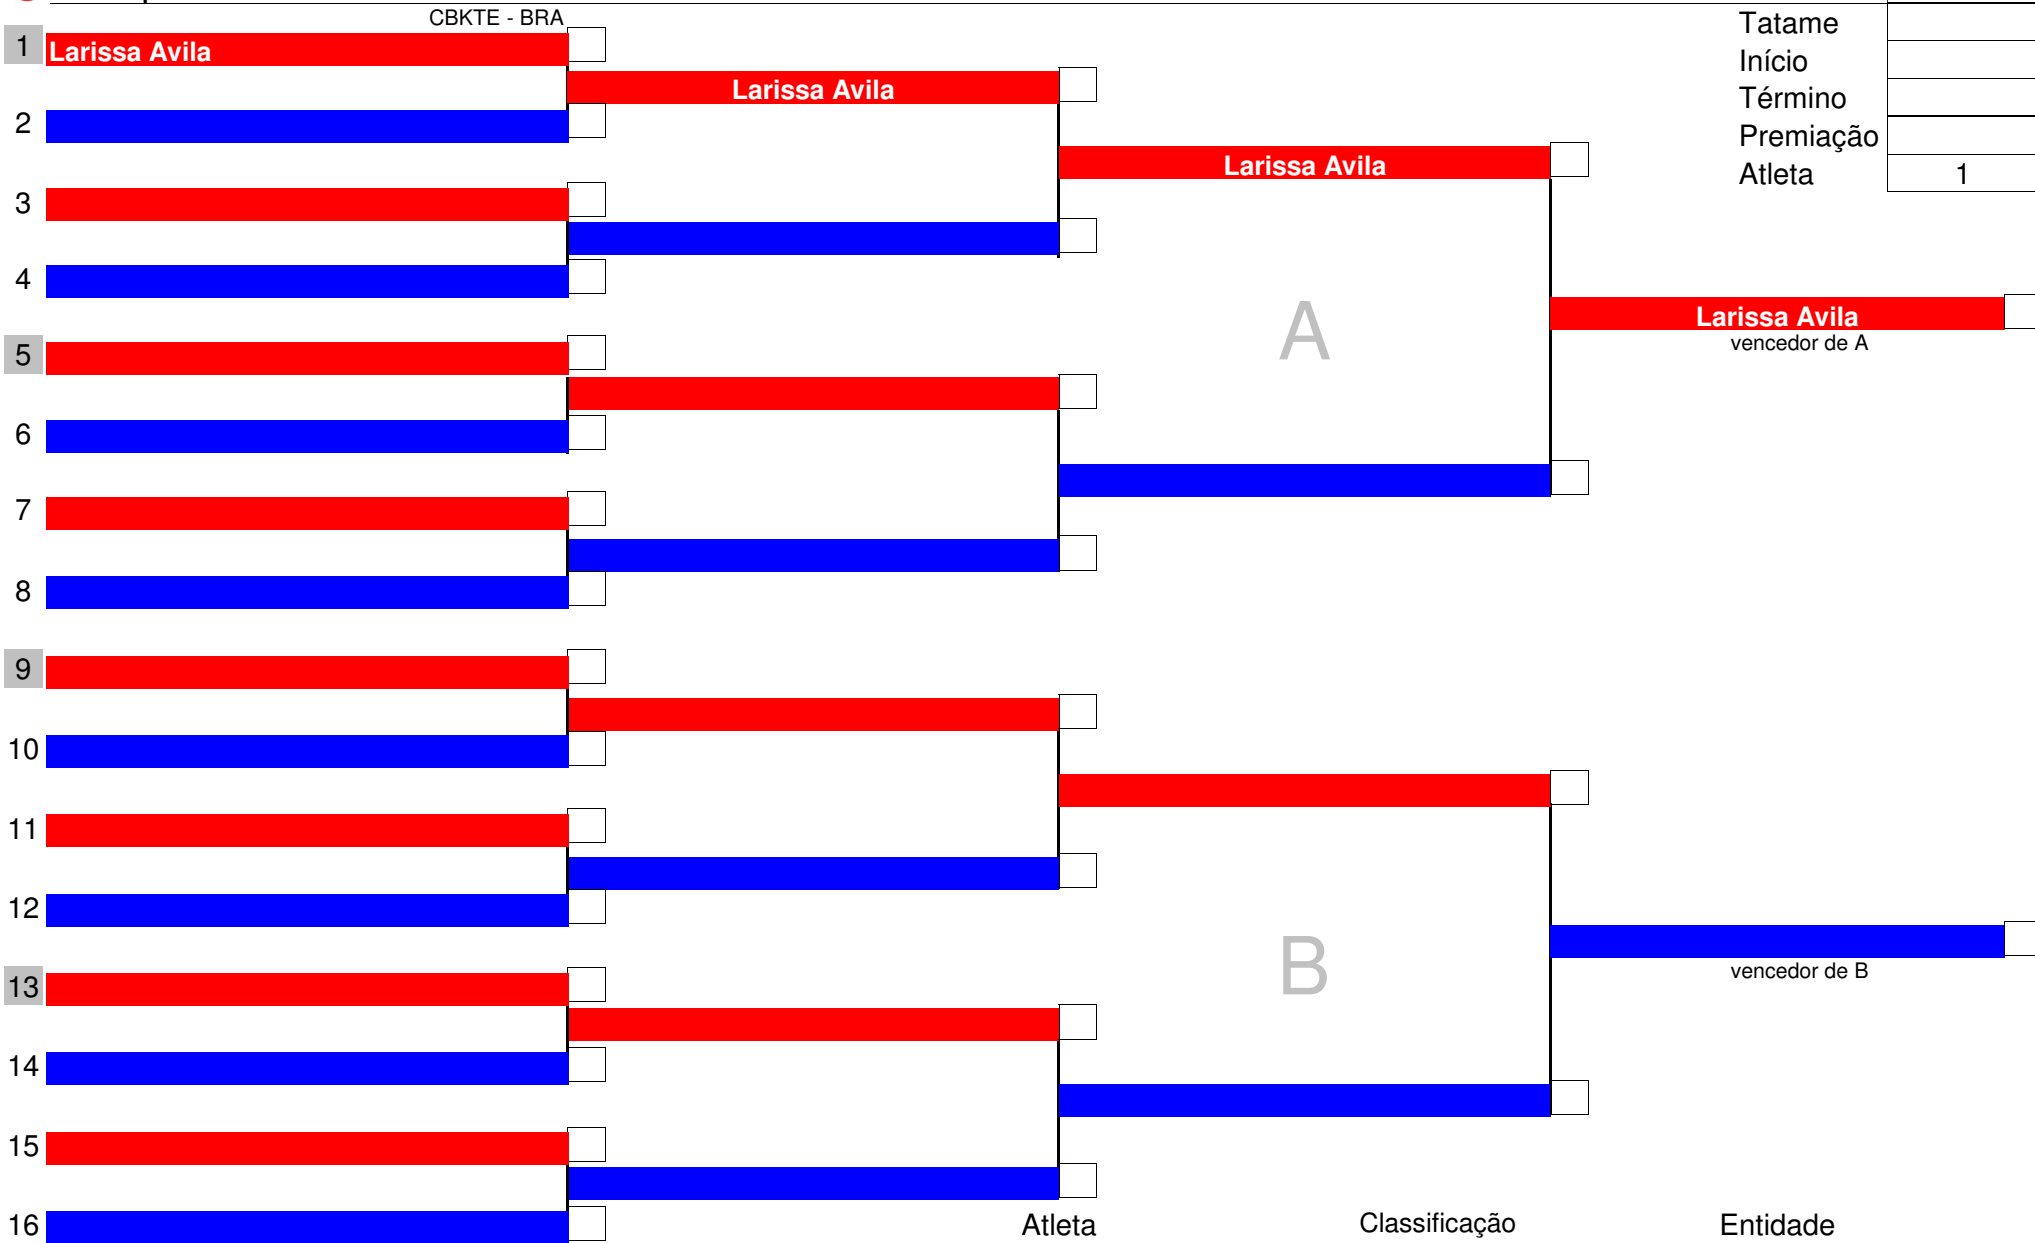 CBKTE - BRA
Tatame
1 Larissa Avila
Início
Larissa Avila
Término
2
Premiação
Larissa Avila
Atleta 1
3
4
A
Larissa Avila
vencedor de A
5
6
7
8
9
10
11
12
B
vencedor de B
13
14
15
16
Atleta Classificação Entidade